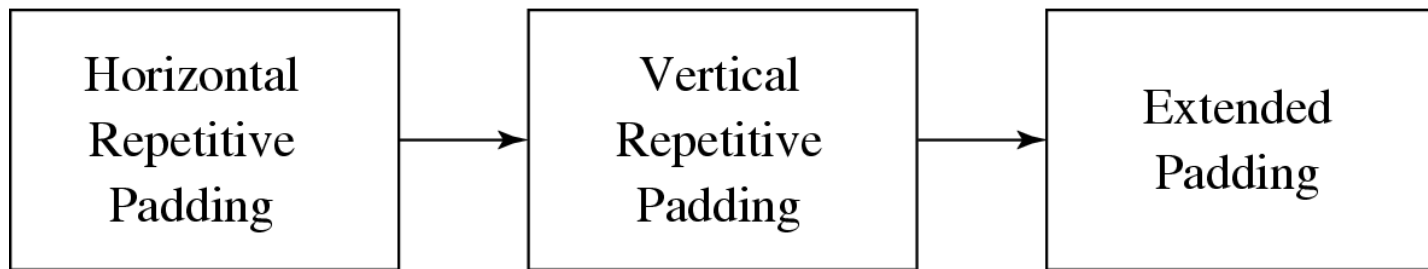 Horizontal
Repetitive
Padding
Vertical
Repetitive
Padding
Extended
Padding